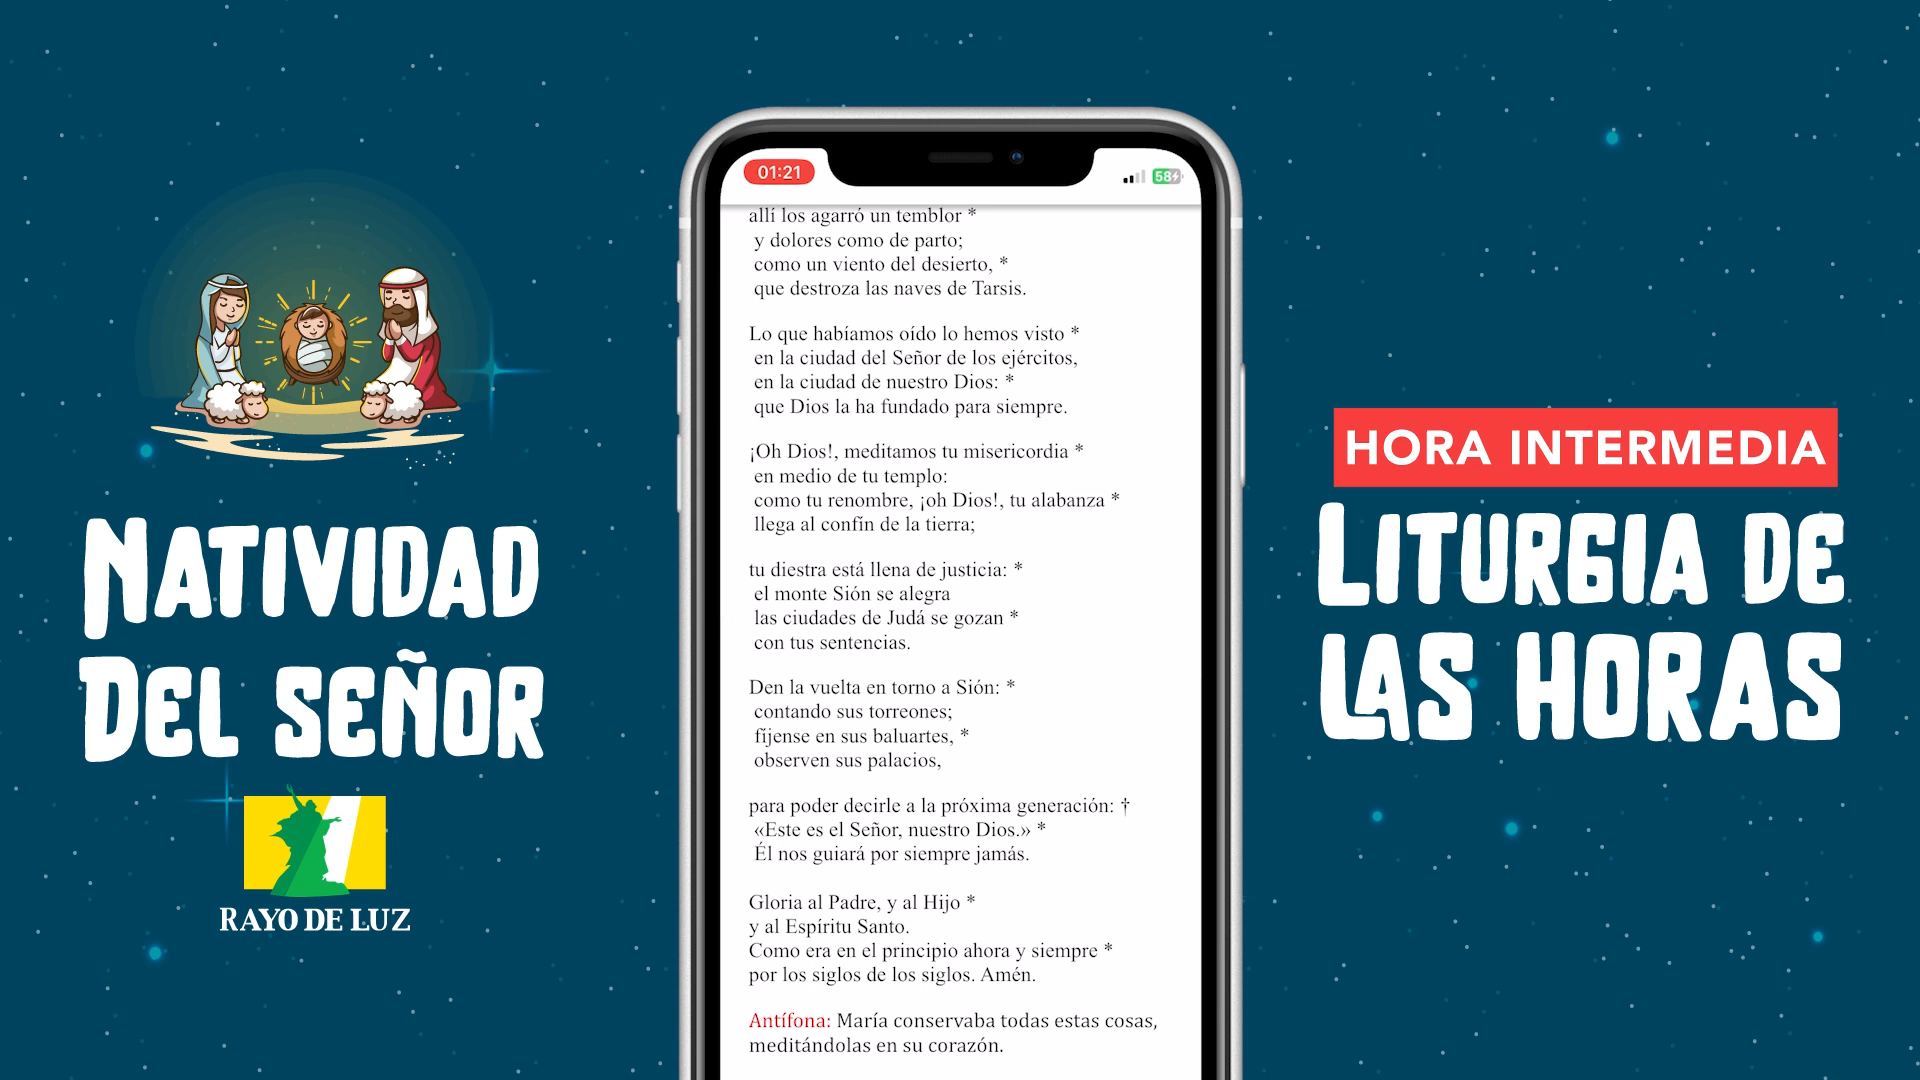 NATIVIDAD
DEL SEÑOR
RAYO DE LUZ
01:21
58
allí los agarró un temblor *
y dolores como de parto;
como un viento del desierto, *
que destroza las naves de Tarsis.
Lo que habíamos oído lo hemos visto *
en la ciudad del Señor de los ejércitos,
en la ciudad de nuestro Dios: *
que Dios la ha fundado para siempre.
¡Oh Dios!, meditamos tu misericordia *
en medio de tu templo:
como tu renombre, ¡oh Dios!, tu alabanza *
llega al confín de la tierra;
tu diestra está llena de justicia: *
el monte Sión se alegra
las ciudades de Judá se gozan *
con tus sentencias.
Den la vuelta en torno a Sión: *
contando sus torreones;
fíjense en sus baluartes, *
observen sus palacios,
para poder decirle a la próxima generación: †
«Este es el Señor, nuestro Dios.» *
Él nos guiará por siempre jamás.
Gloria al Padre, y al Hijo *
y al Espíritu Santo.
Como era en el principio ahora y siempre *
por los siglos de los siglos. Amén.
Antífona: María conservaba todas estas cosas,
meditándolas en su corazón.
HORA INTERMEDIA
LITURGIA DE
LAS HORAS